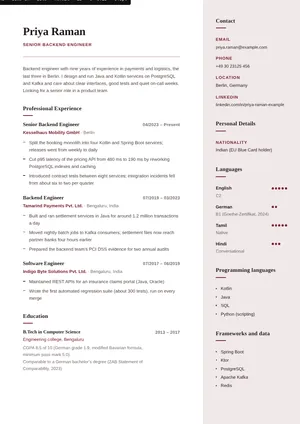 Priya Raman
SENIOR BACKEND ENGINEER
Backend engineer with nine years of experience in payments and logistics, the
last three in Berlin. I design and run Java and Kotlin services on PostgreSQL
and Kafka and care about clear interfaces, good tests and quiet on-call weeks.
Looking for a senior role in a product team.
Professional Experience
Senior Backend Engineer 04/2023 – Present
Kesselhaus Mobility GmbH Berlin
Split the booking monolith into four Kotlin and Spring Boot services;
releases went from weekly to daily
Cut p95 latency of the pricing API from 480 ms to 190 ms by reworking
PostgreSQL indexes and caching
Introduced contract tests between eight services; integration incidents fell
from about six to two per quarter
Backend Engineer 07/2019 – 03/2023
Tamarind Payments Pvt. Ltd. Bengaluru, India
Built and ran settlement services in Java for around 1.2 million transactions
a day
Moved nightly batch jobs to Kafka consumers; settlement files now reach
partner banks four hours earlier
Prepared the backend team's PCI DSS evidence for two annual audits
Software Engineer 07/2017 – 06/2019
Indigo Byte Solutions Pvt. Ltd. Bengaluru, India
Maintained REST APIs for an insurance claims portal (Java, Oracle)
Wrote the first automated regression suite (about 300 tests), run on every
merge
Education
B.Tech in Computer Science 2013 – 2017
Engineering college, Bengaluru
CGPA 8.5 of 10 (German grade 1.9, modified Bavarian formula,
minimum pass mark 5.0)
Comparable to a German bachelor's degree (ZAB Statement of
Comparability, 2023)
Contact
EMAIL
priya.raman@example.com
PHONE
+49 30 23125 456
LOCATION
Berlin, Germany
LINKEDIN
linkedin.com/in/priya-raman-example
Personal Details
NATIONALITY
Indian (EU Blue Card holder)
Languages
English
C2
German
B1 (Goethe-Zertifikat, 2024)
Tamil
Native
Hindi
Conversational
Programming languages
Kotlin
Java
SQL
Python (scripting)
Frameworks and data
Spring Boot
Ktor
PostgreSQL
Apache Kafka
Redis